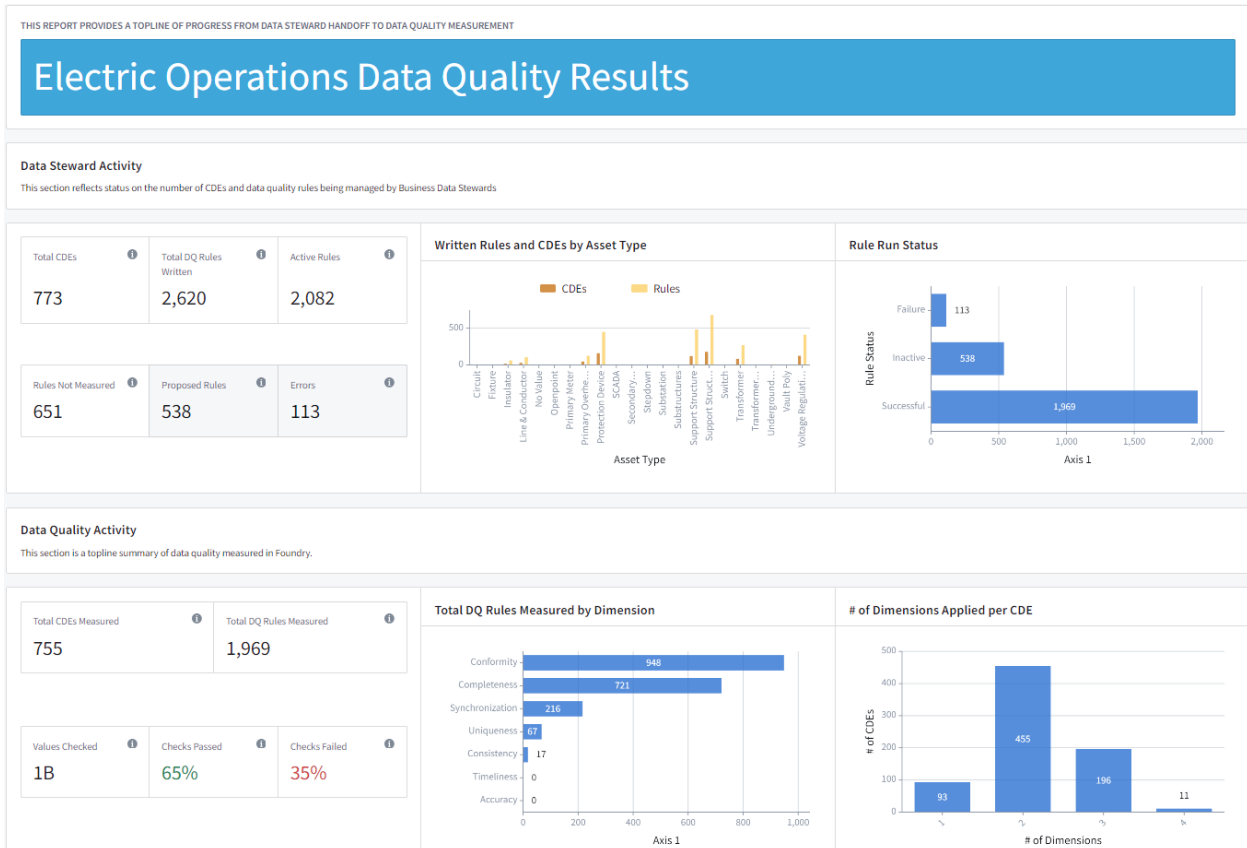 THIS REPORT PROVIDES A TOPLINE OF PROGRESS FROM DATA STEWARD HANDOFF TO DATA QUALITY MEASUREMENT
Electric Operations Data Quality Results
Data Steward Activity
This section reflects status on the number of CDEs and data quality rules being managed by Business Data Stewards
Total CDEs
773
Total DQ Rules
Written
2,620
Active Rules
2,082
Rules Not Measured
651
Proposed Rules
538
Errors
113
Written Rules and CDEs by Asset Type
CDEs
Rules
500
0
Circuit
Fixture
Insulator
Line & Conductor
No Value
Openpoint
Primary Meter
Primary Overhe...
Protection Device
SCADA
Secondary...
Stepdown
Substation
Substructures
Support Structure
Support Struct...
Switch
Transformer
Transformer...
Underground...
Vault Poly
Voltage Regulati...
Asset Type
Rule Run Status
Rule Status
Failure
113
Inactive
538
Successful
1,969
0
500
1,000
1,500
2,000
Axis 1
Data Quality Activity
This section is a topline summary of data quality measured in Foundry.
Total CDEs Measured
755
Total DQ Rules Measured
1,969
Values Checked
1B
Checks Passed
65%
Checks Failed
35%
Total DQ Rules Measured by Dimension
Conformity
948
Completeness
721
Synchronization
216
Uniqueness
67
Consistency
17
Timeliness
0
Accuracy
0
0
200
400
600
800
1,000
Axis 1
# of Dimensions Applied per CDE
# of CDEs
500
400
300
200
100
0
93
455
196
11
1
2
3
4
# of Dimensions